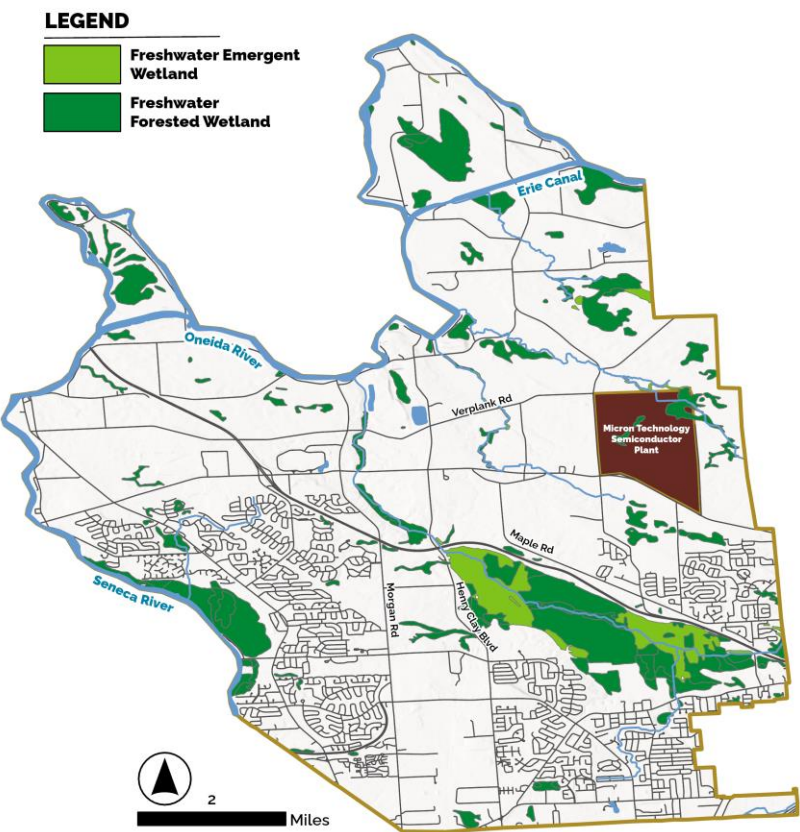 LEGEND
Freshwater Emergent
Wetland
Freshwater
Forested Wetland
Erie Canal
Oneida River
Verplank Rd
Micron Technology
Semiconductor
Plant
Maple Rd
Seneca River
Morgan Rd
Henry Clay Blvd
2
Miles